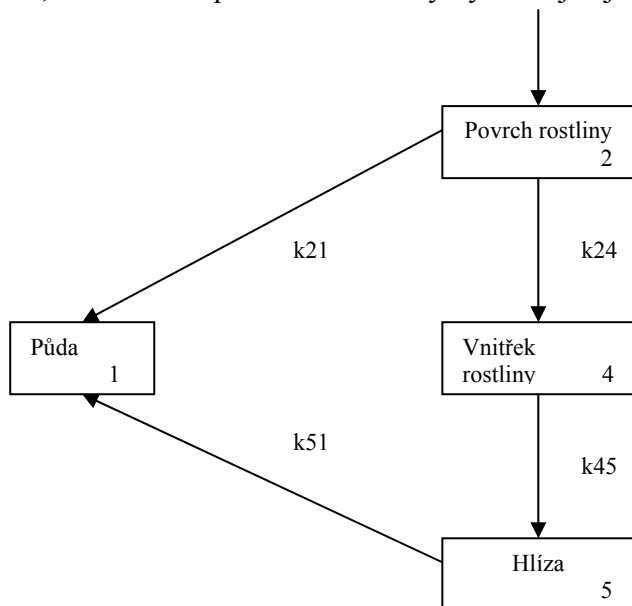 Povrch rostliny
2
k21
k24
Půda
1
Vnitřek
rostliny 4
k51
k45
Hlíza
5